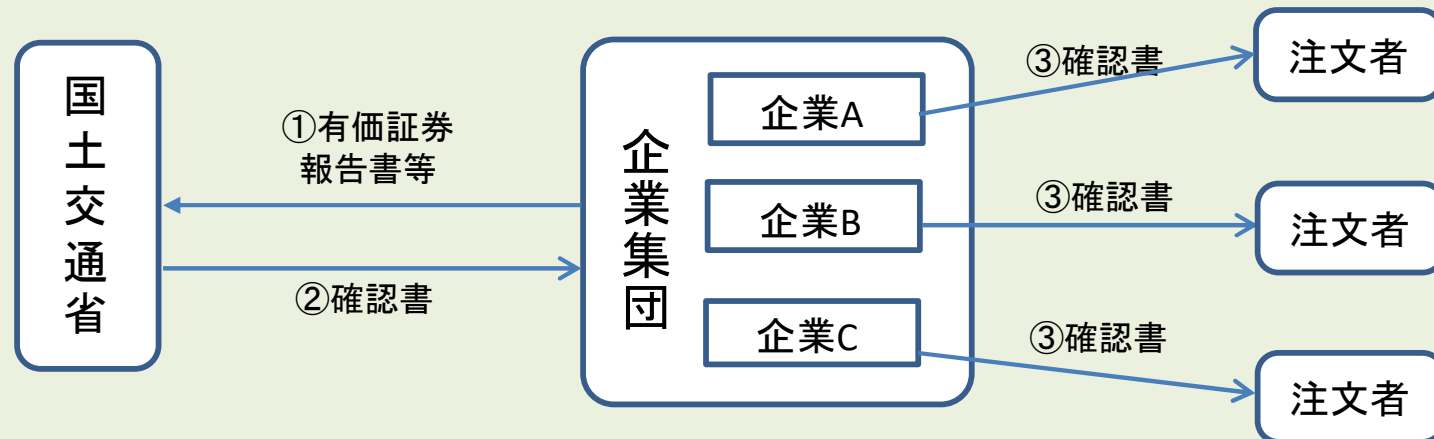 国土交通省
①有価証券
報告書等
②確認書
企業集団
企業A
企業B
企業C
③確認書
③確認書
③確認書
注文者
注文者
注文者